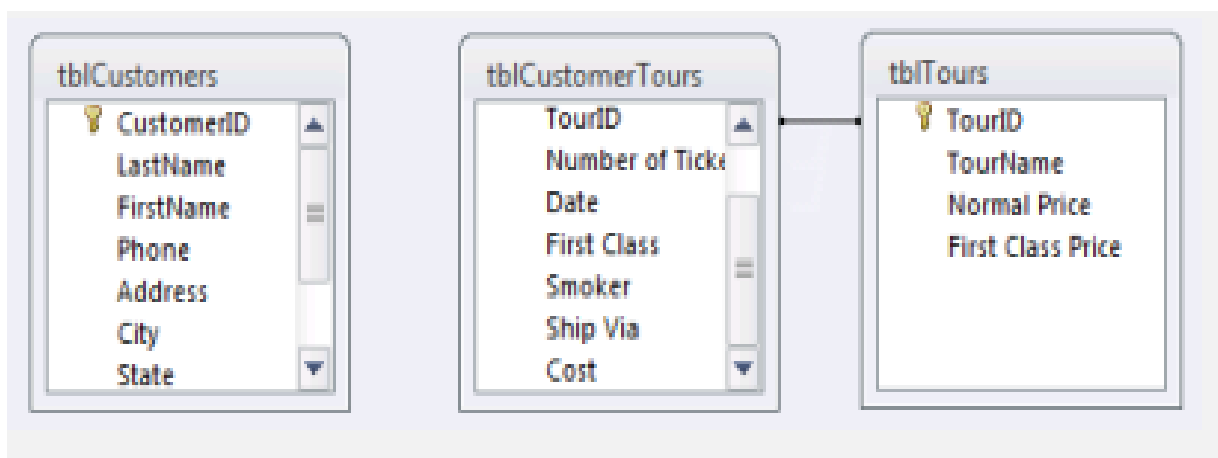 tblCustomers
CustomerID
LastName
FirstName
Phone
Address
City
State
tblCustomerTours
TourID
Number of Ticke
Date
First Class
Smoker
Ship Via
Cost
tblTours
TourID
TourName
Normal Price
First Class Price